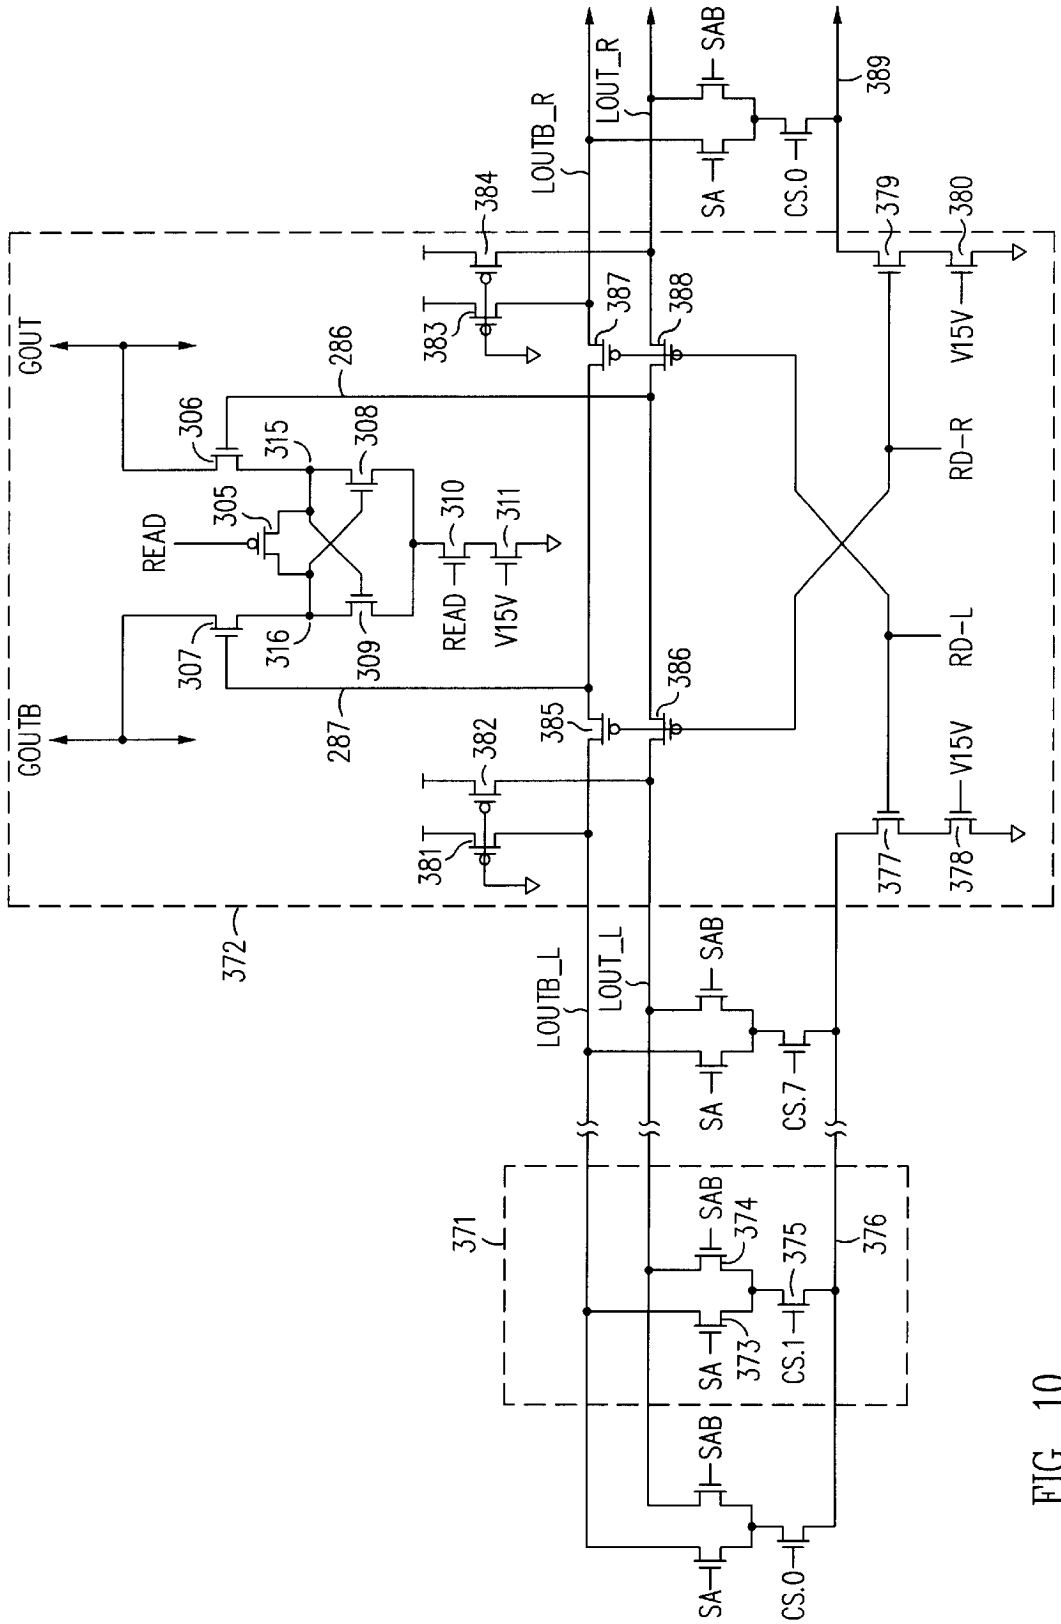 GOUTB
GOUT
READ
307
306
305
316
315
309
308
READ
310
V15V
311
287
286
372
381
382
383
384
LOUTB_L
LOUT_L
LOUTB_R
LOUT_R
385
386
387
388
371
SA
SAB
CS.0
SA
373
SAB
374
CS.1
375
376
SA
SAB
CS.7
SA
SAB
CS.0
389
377
378
V15V
RD-L
RD-R
379
V15V
380
FIG. 10